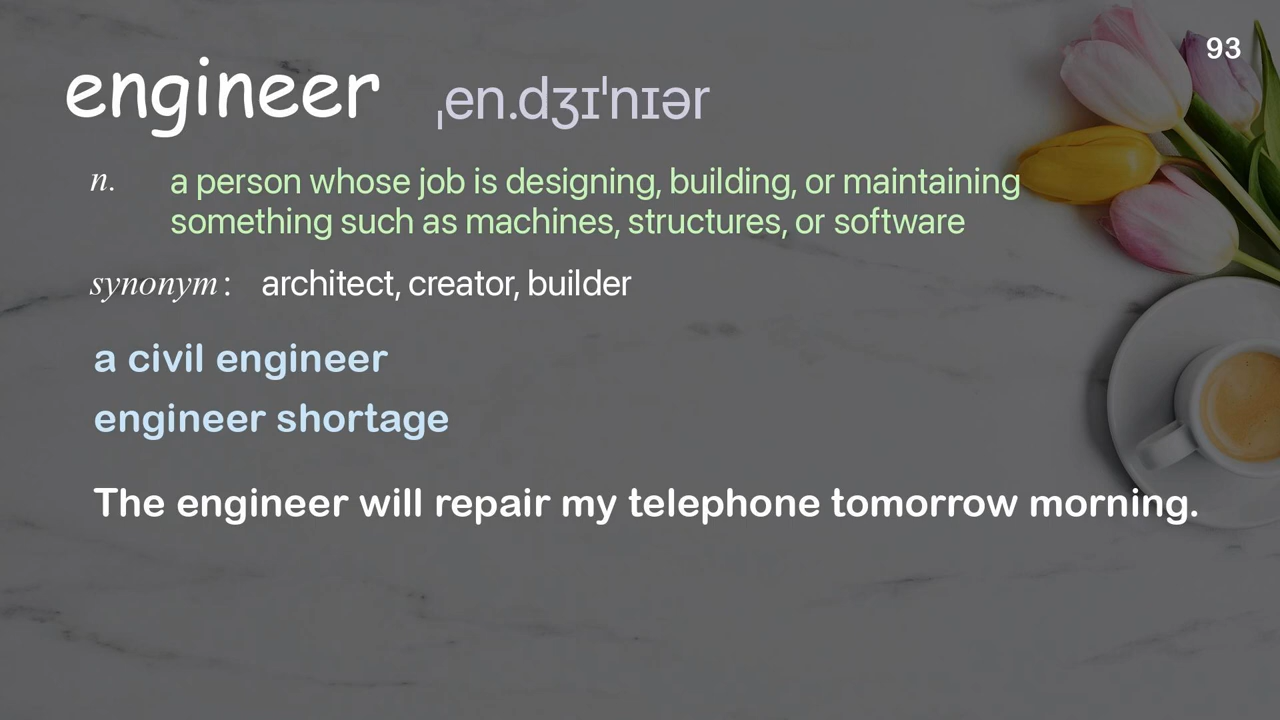 93
engineer ˌen.dʒɪˈnɪər
n. a person whose job is designing, building, or maintaining
something such as machines, structures, or software
synonym: architect, creator, builder
a civil engineer
engineer shortage
The engineer will repair my telephone tomorrow morning.